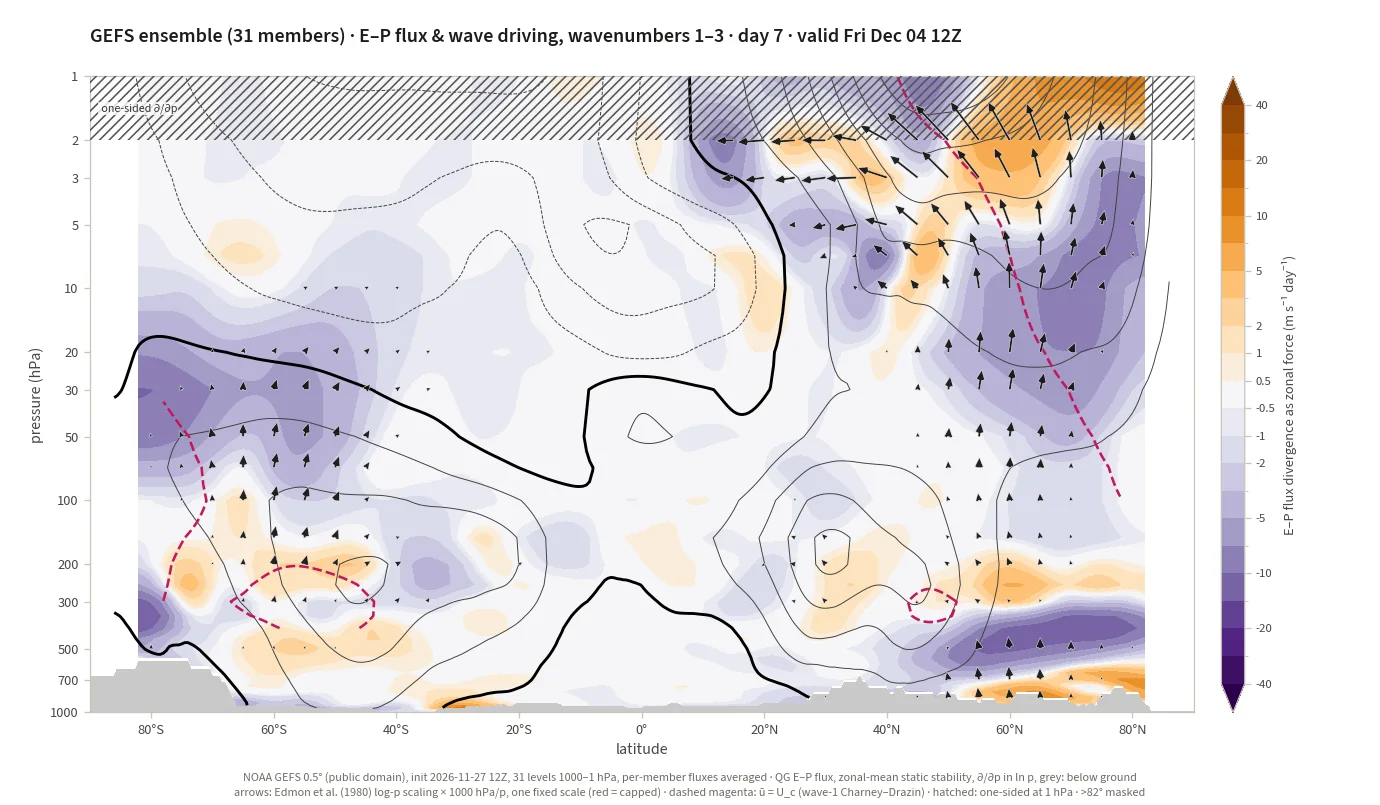 GEFS ensemble (31 members) · E–P flux & wave driving, wavenumbers 1–3 · day 7 · valid Fri Dec 04 12Z
one-sided ∂/∂p
1
2
3
5
10
20
30
50
100
200
300
500
700
1000
pressure (hPa)
80°S
60°S
40°S
20°S
0°
20°N
40°N
60°N
80°N
latitude
40
20
10
5
2
1
0.5
-0.5
-1
-2
-5
-10
-20
-40
E–P flux divergence as zonal force (m s⁻¹ day⁻¹)
NOAA GEFS 0.5° (public domain), init 2026-11-27 12Z, 31 levels 1000–1 hPa, per-member fluxes averaged · QG E–P flux, zonal-mean static stability, ∂/∂p in ln p, grey: below ground
arrows: Edmon et al. (1980) log-p scaling × 1000 hPa/p, one fixed scale (red = capped) · dashed magenta: ū = U_c (wave-1 Charney–Drazin) · hatched: one-sided at 1 hPa · >82° masked